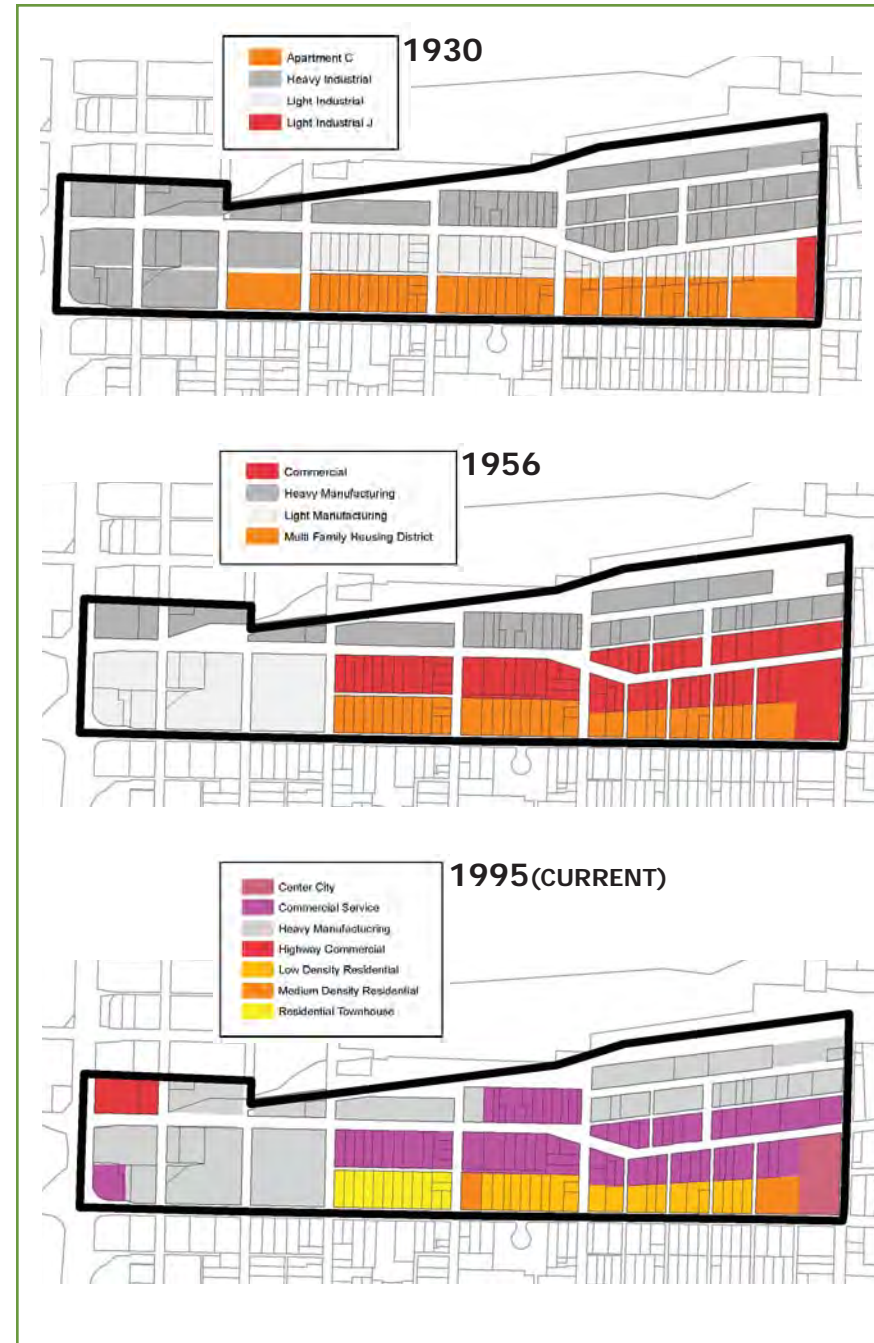 1930
Apartment C
Heavy Industrial
Light Industrial
Light Industrial J
1956
Commercial
Heavy Manufacturing
Light Manufacturing
Multi Family Housing District
1995 (CURRENT)
Center City
Commercial Service
Heavy Manufactucring
Highway Commercial
Low Density Residential
Medium Density Residential
Residential Townhouse